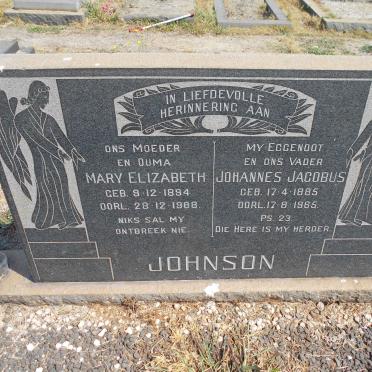 IN LIEFDEVOLLE
HERINNERING AAN
ONS MOEDER
EN OUMA
MARY ELIZABETH
GEB. 9-12-1894
OORL. 28-12-1988.
NIKS SAL MY
ONTBREEK NIE.
MY EGGENOOT
EN ONS VADER
JOHANNES JACOBUS
GEB. 17-4-1885
OORL. 17-8-1965.
PS. 23
DIE HERE IS MY HERDER.
JOHNSON